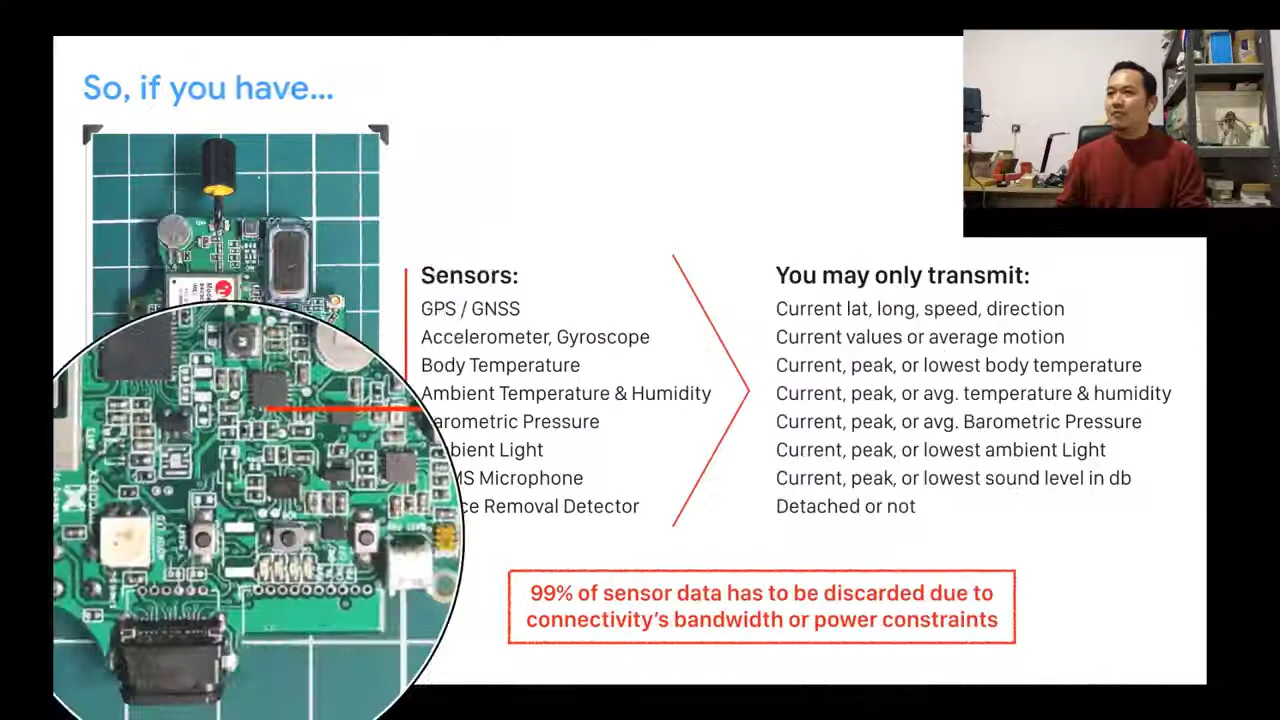 So, if you have...
Sensors:
GPS / GNSS
Accelerometer, Gyroscope
Body Temperature
Ambient Temperature & Humidity
Pressure
Light
Microphone
Removal Detector
You may only transmit:
Current lat, long, speed, direction
Current values or average motion
Current, peak, or lowest body temperature
Current, peak, or avg. temperature & humidity
Current, peak, or avg. Barometric Pressure
Current, peak, or lowest ambient Light
Current, peak, or lowest sound level in db
Detached or not
99% of sensor data has to be discarded due to
connectivity's bandwidth or power constraints